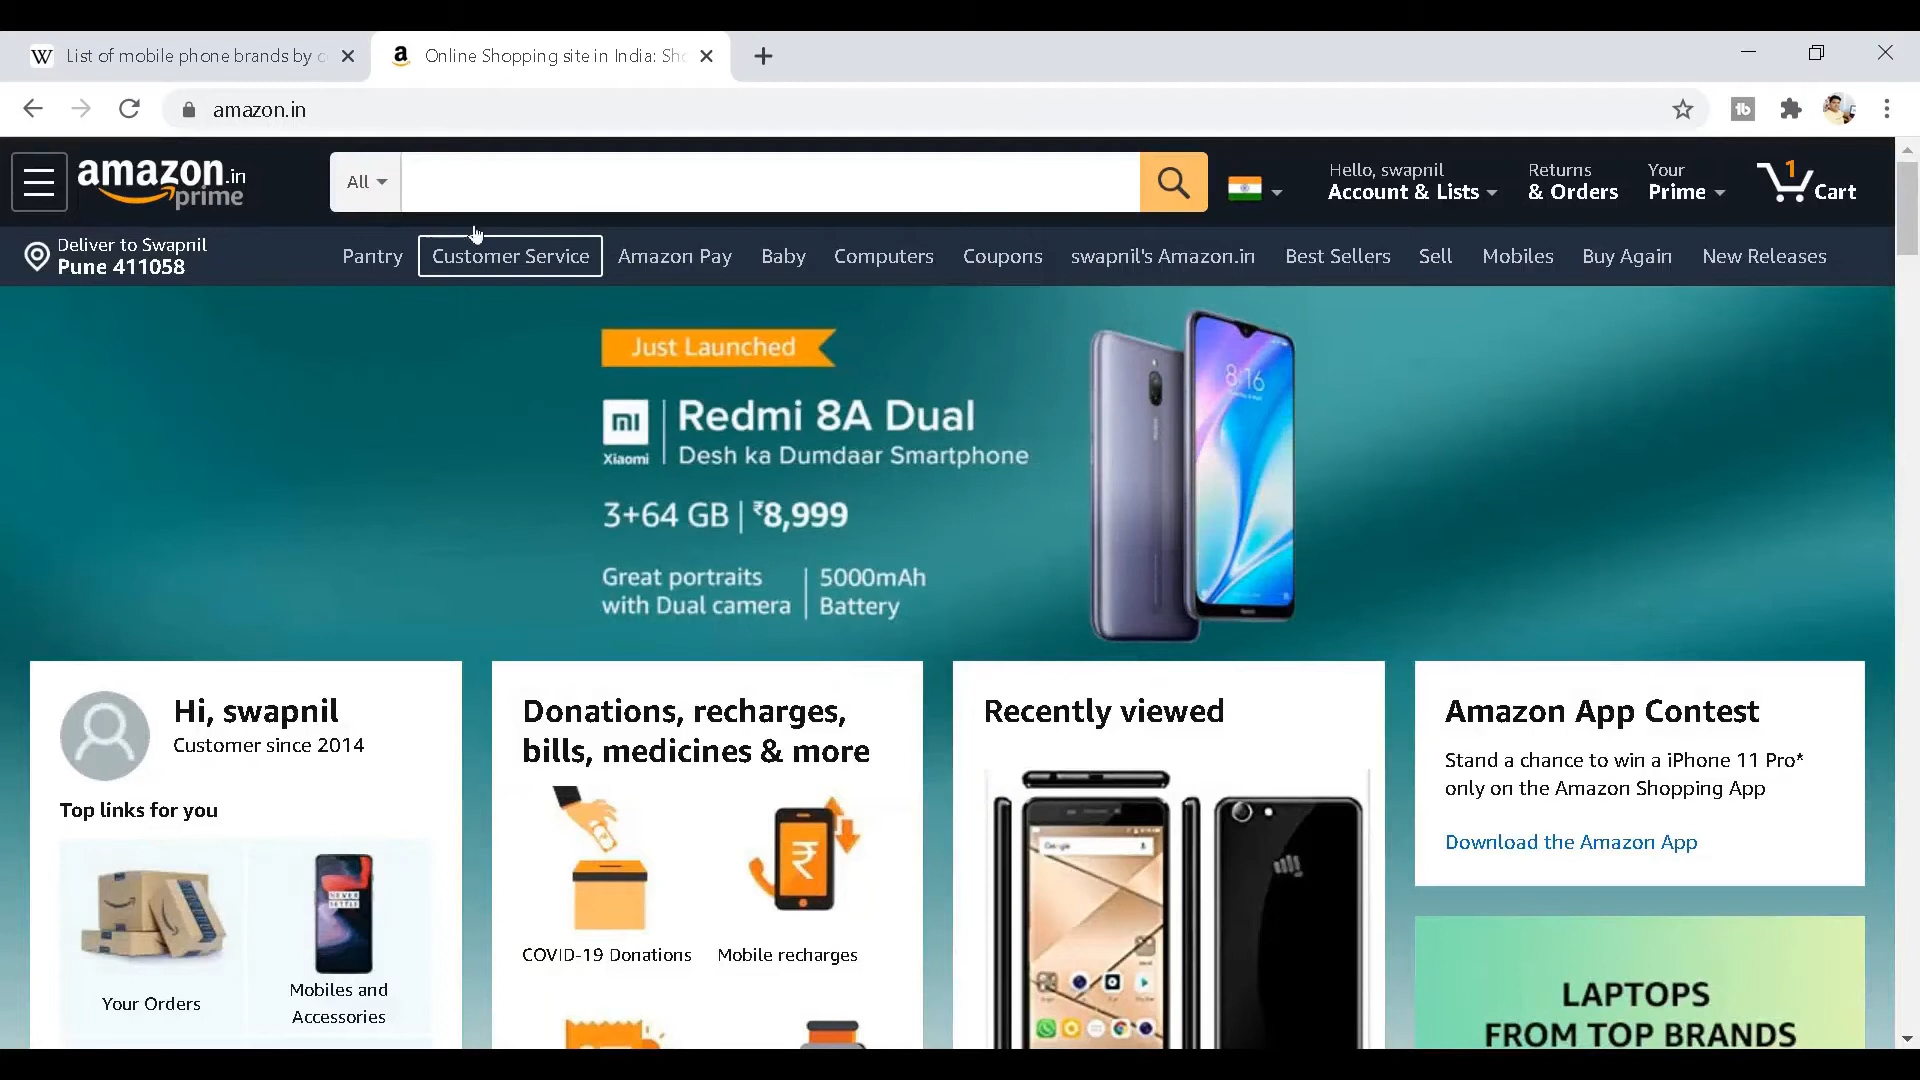 List of mobile phone brands by
Online Shopping site in India: Sho
amazon.in
amazon.in
prime
All
Hello, swapnil
Account & Lists
Returns
& Orders
Your
Prime
1
Cart
Deliver to Swapnil
Pune 411058
Pantry
Customer Service
Amazon Pay
Baby
Computers
Coupons
swapnil's Amazon.in
Best Sellers
Sell
Mobiles
Buy Again
New Releases
Just Launched
mi
Xiaomi
Redmi 8A Dual
Desh ka Dumdaar Smartphone
3+64 GB | ₹8,999
Great portraits
with Dual camera
5000mAh
Battery
8:16
Hi, swapnil
Customer since 2014
Top links for you
NEVER
SETTLE
Your Orders
Mobiles and
Accessories
Donations, recharges,
bills, medicines & more
COVID-19 Donations
Mobile recharges
Recently viewed
Google
Amazon App Contest
Stand a chance to win a iPhone 11 Pro*
only on the Amazon Shopping App
Download the Amazon App
LAPTOPS
FROM TOP BRANDS